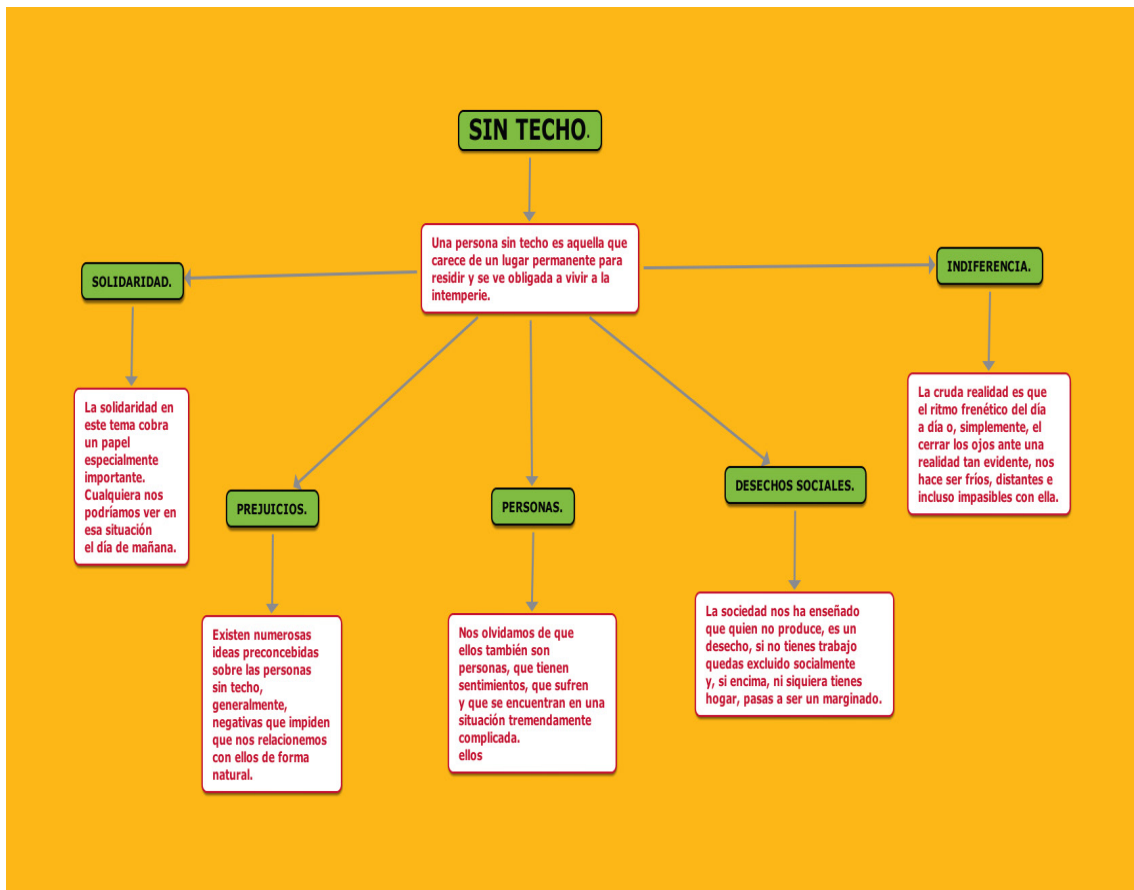 SIN TECHO.
Una persona sin techo es aquella que
carece de un lugar permanente para
residir y se ve obligada a vivir a la
intemperie.
SOLIDARIDAD.
La solidaridad en
este tema cobra
un papel
especialmente
importante.
Cualquiera nos
podríamos ver en
esa situación
el día de mañana.
PREJUICIOS.
Existen numerosas
ideas preconcebidas
sobre las personas
sin techo,
generalmente,
negativas que impiden
que nos relacionemos
con ellos de forma
natural.
PERSONAS.
Nos olvidamos de que
ellos también son
personas, que tienen
sentimientos, que sufren
y que se encuentran en una
situación tremendamente
complicada.
ellos
DESECHOS SOCIALES.
La sociedad nos ha enseñado
que quien no produce, es un
desecho, si no tienes trabajo
quedas excluido socialmente
y, si encima, ni siquiera tienes
hogar, pasas a ser un marginado.
INDIFERENCIA.
La cruda realidad es que
el ritmo frenético del día
a día o, simplemente, el
cerrar los ojos ante una
realidad tan evidente, nos
hace ser fríos, distantes e
incluso impasibles con ella.